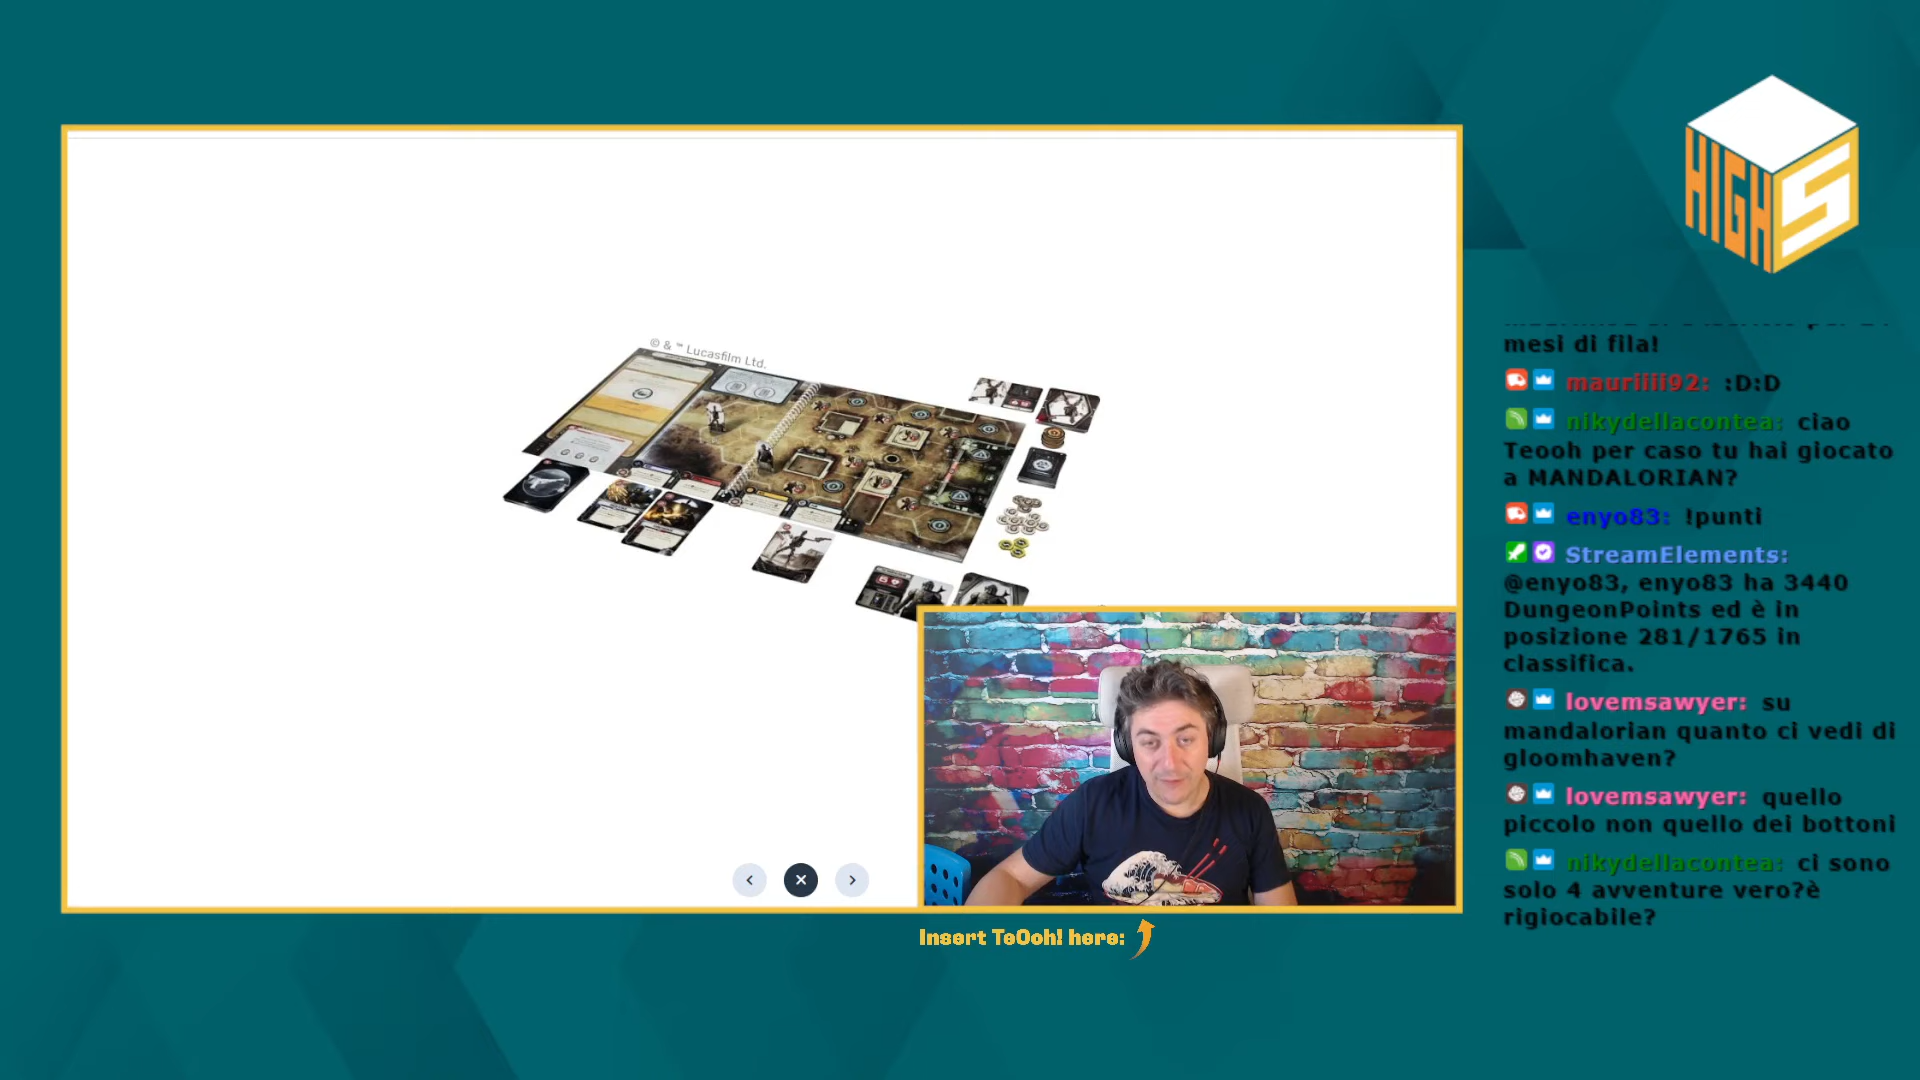 HIGH 5
© & ™ Lucasfilm Ltd.
mesi di fila!
mauriiii92: :D:D
nikydellacontea: ciao
Teooh per caso tu hai giocato
a MANDALORIAN?
enyo83: !punti
StreamElements:
@enyo83, enyo83 ha 3440
DungeonPoints ed è in
posizione 281/1765 in
classifica.
lovemsawyer: su
mandalorian quanto ci vedi di
gloomhaven?
lovemsawyer: quello
piccolo non quello dei bottoni
nikydellacontea: ci sono
solo 4 avventure vero?è
rigiocabile?
Insert TeOoh! here: